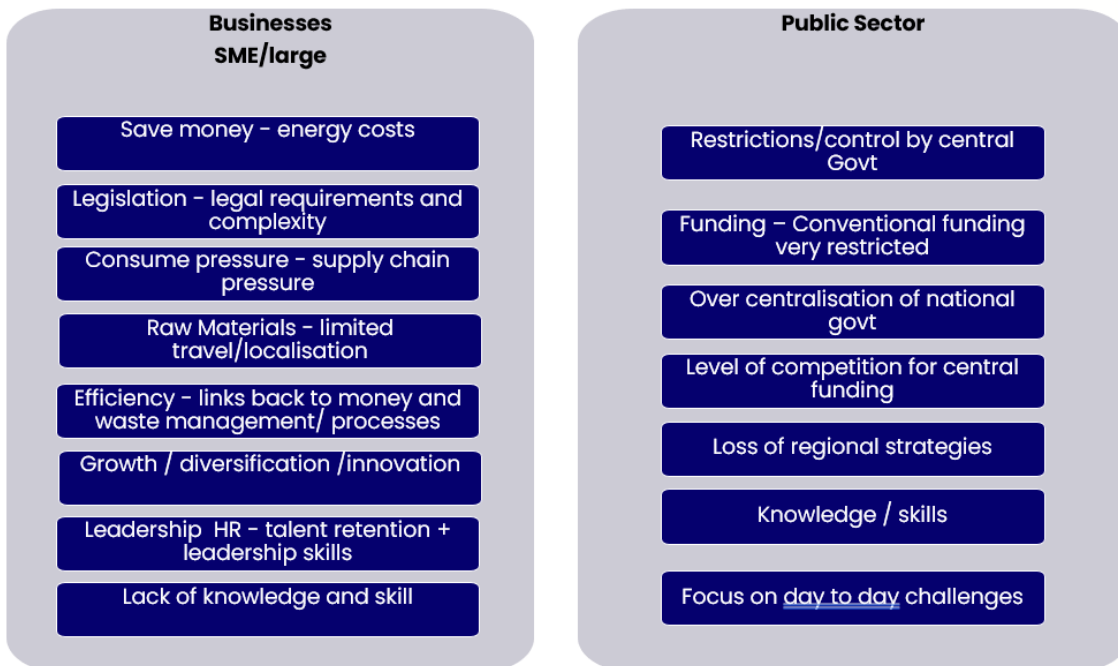 Businesses
SME/large
Save money - energy costs
Legislation - legal requirements and
complexity
Consume pressure - supply chain
pressure
Raw Materials - limited
travel/localisation
Efficiency - links back to money and
waste management/ processes
Growth / diversification /innovation
Leadership  HR - talent retention +
leadership skills
Lack of knowledge and skill
Public Sector
Restrictions/control by central
Govt
Funding – Conventional funding
very restricted
Over centralisation of national
govt
Level of competition for central
funding
Loss of regional strategies
Knowledge / skills
Focus on day to day challenges